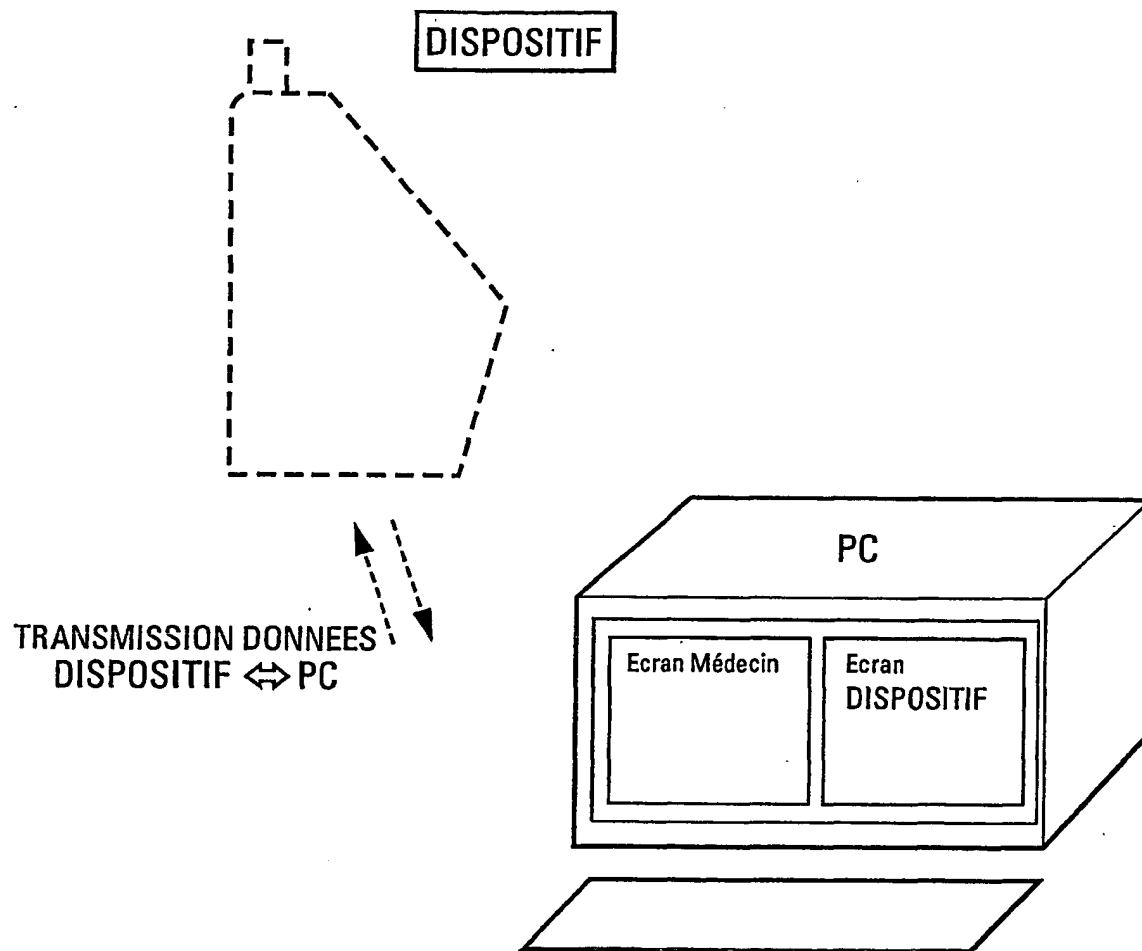 DISPOSITIF
PC
TRANSMISSION DONNEES
DISPOSITIF ⇔ PC
Ecran Médecin
Ecran
DISPOSITIF